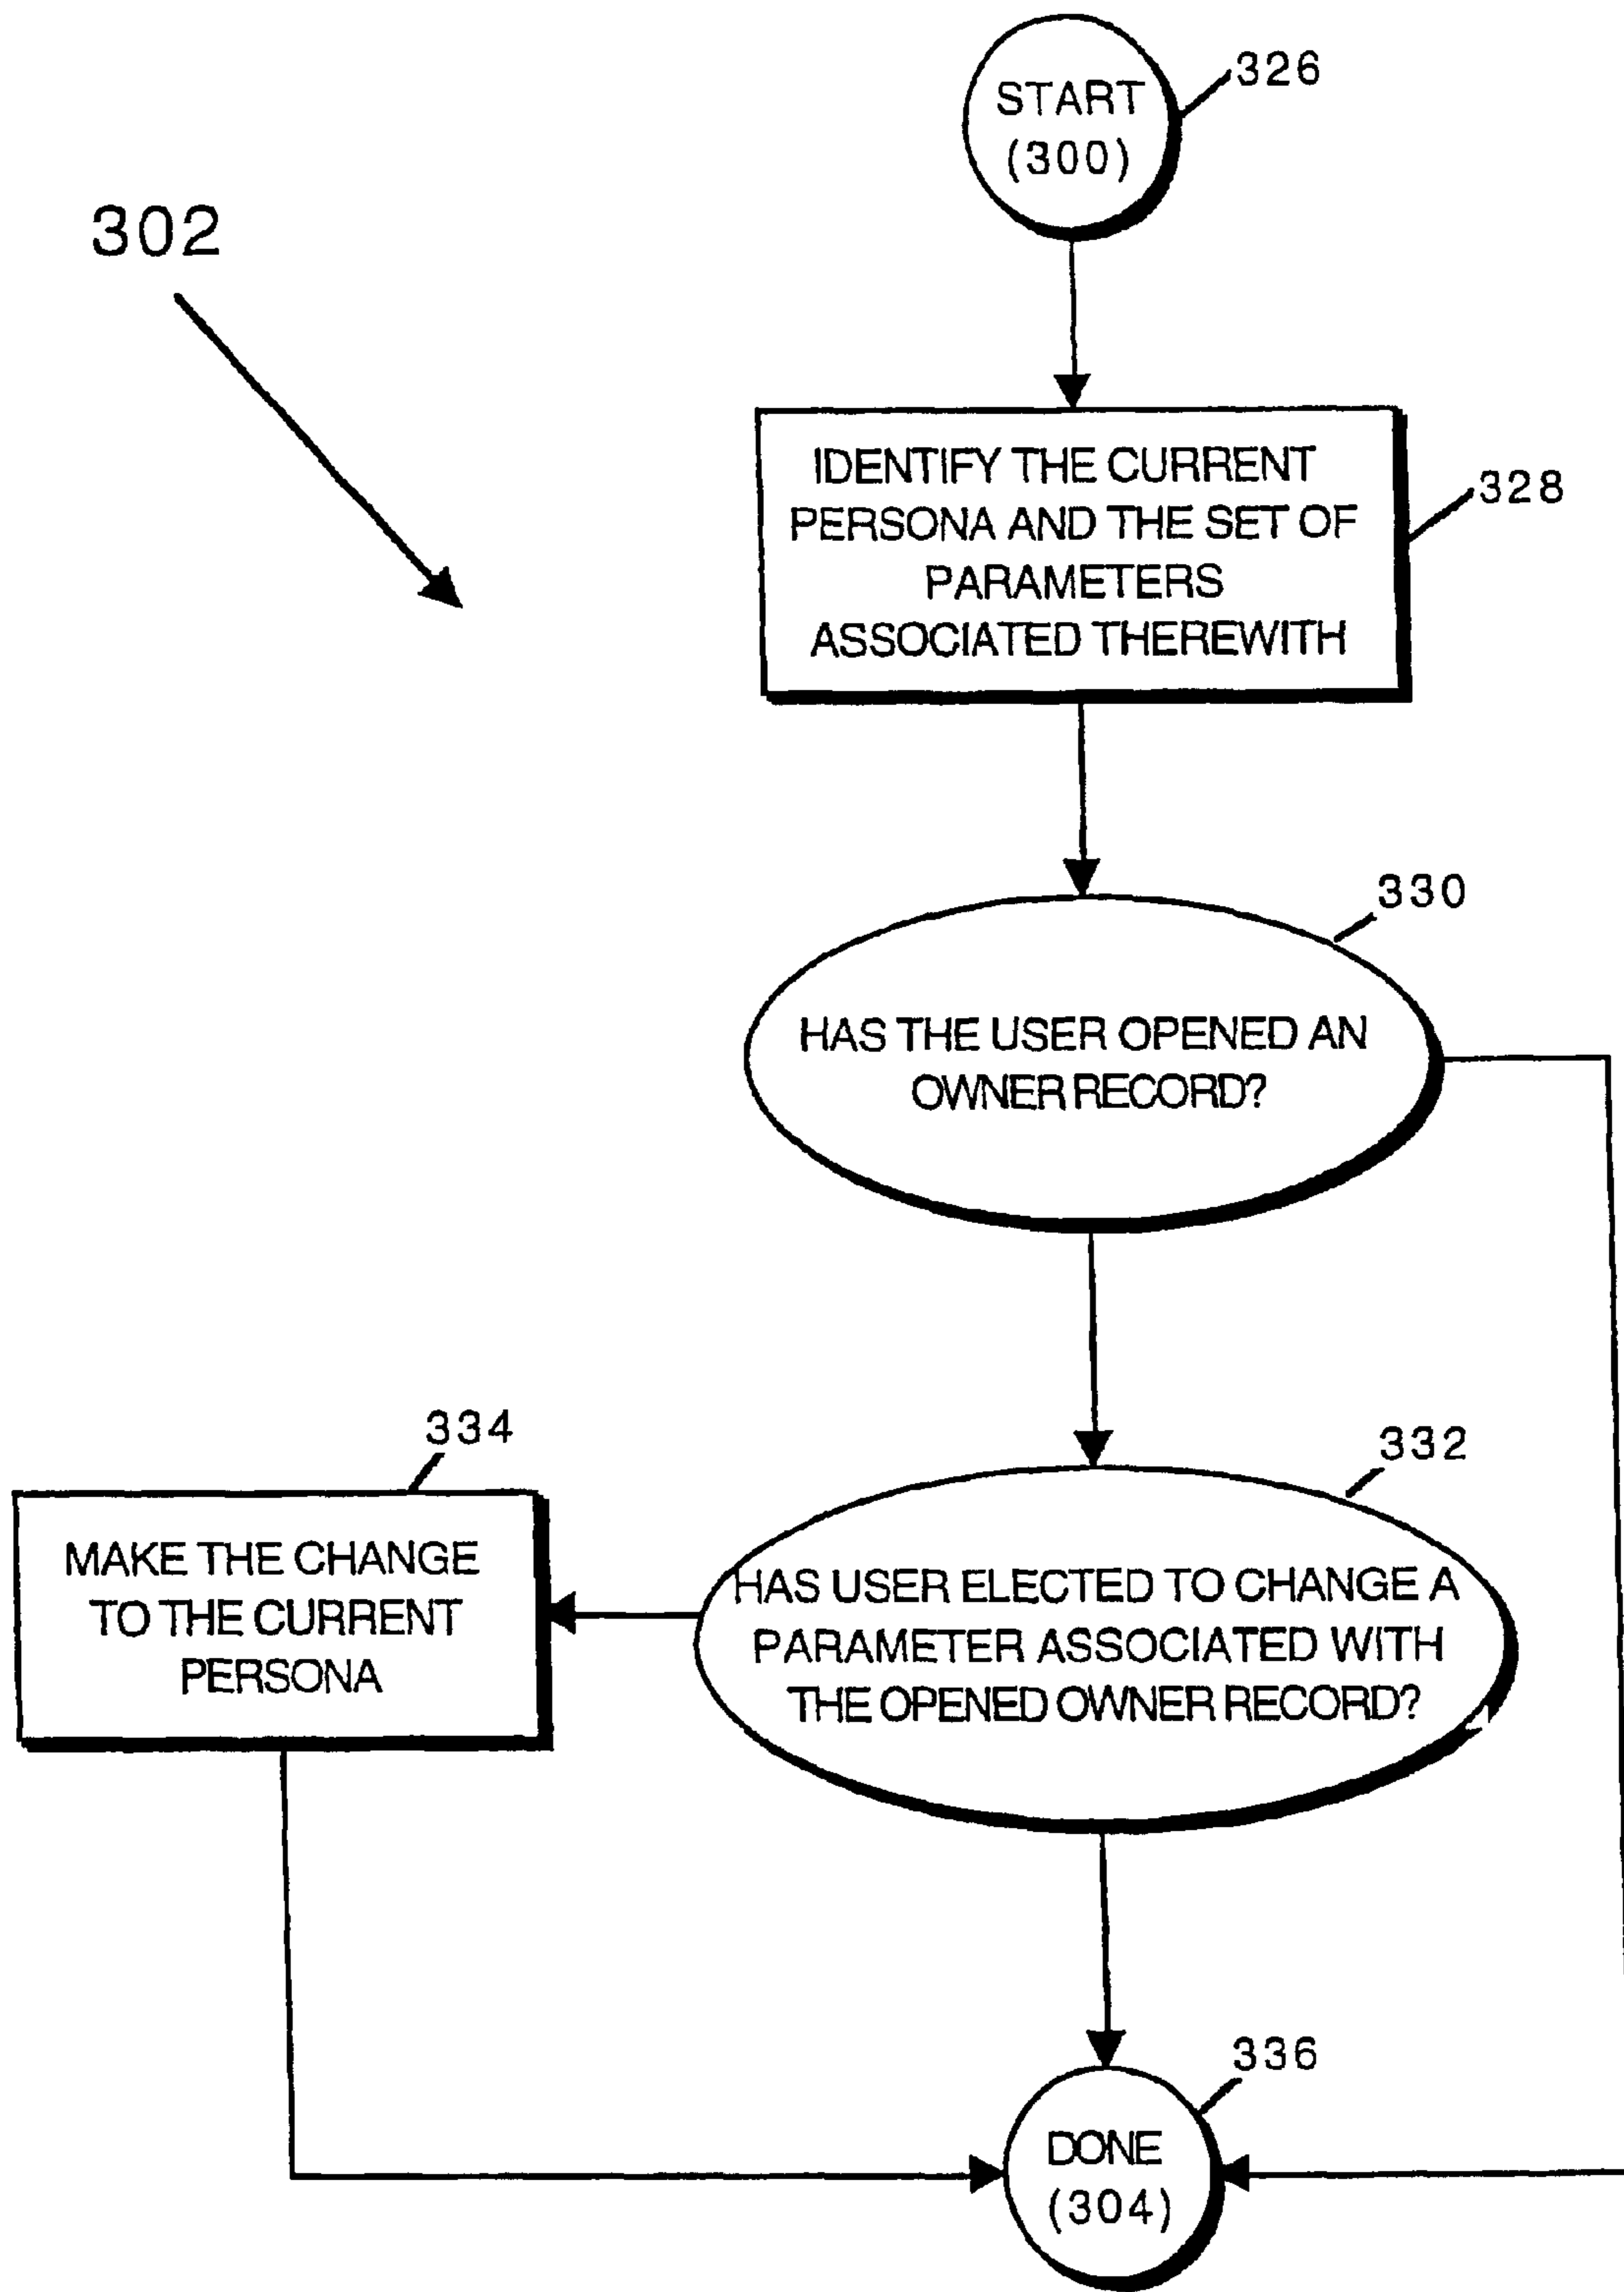 326
START
(300)
302
IDENTIFY THE CURRENT
PERSONA AND THE SET OF
PARAMETERS
ASSOCIATED THEREWITH
328
330
HAS THE USER OPENED AN
OWNER RECORD?
334
332
MAKE THE CHANGE
TO THE CURRENT
PERSONA
HAS USER ELECTED TO CHANGE A
PARAMETER ASSOCIATED WITH
THE OPENED OWNER RECORD?
336
DONE
(304)